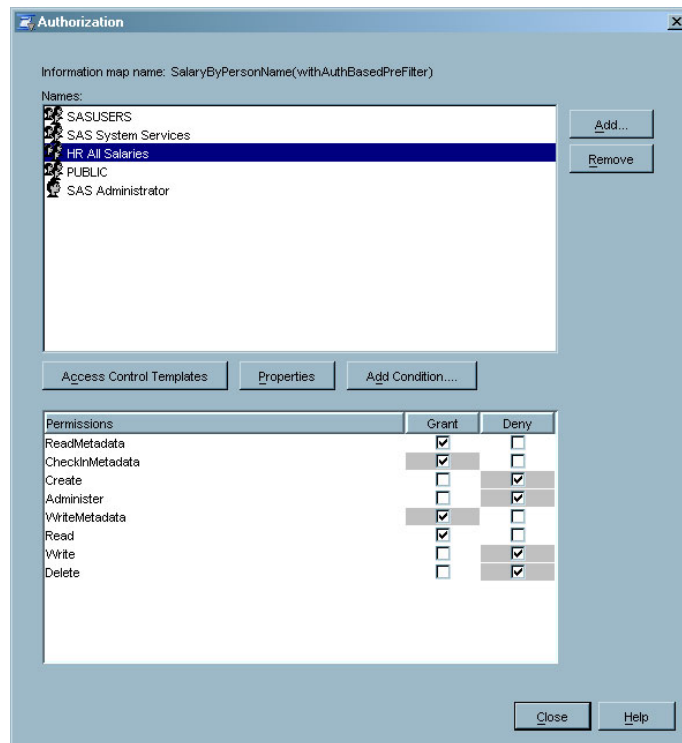 Authorization
Information map name: SalaryByPersonName(withAuthBasedPreFilter)
Names:
SASUSERS
SAS System Services
HR All Salaries
PUBLIC
SAS Administrator
Add...
Remove
Access Control Templates Properties Add Condition....
Permissions Grant Deny
ReadMetadata
CheckInMetadata
Create
Administer
WriteMetadata
Read
Write
Delete
Close Help